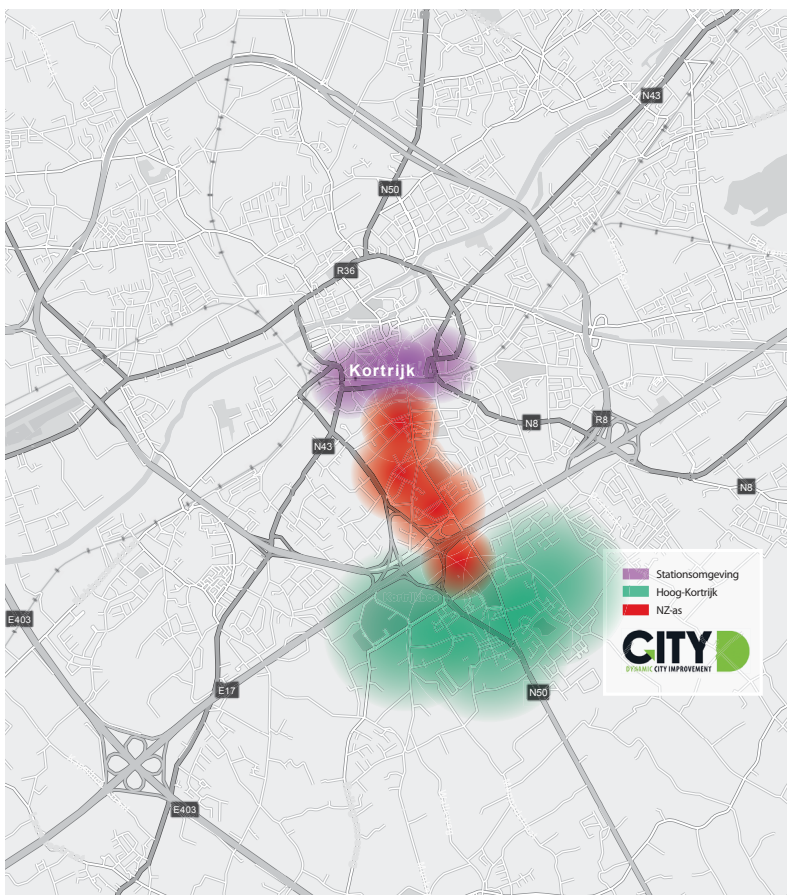 N43
N50
R36
Kortrijk
N8
R8
N43
N8
Stationsomgeving
Hoog-Kortrijk
NZ-as
CITY D
DYNAMIC CITY IMPROVEMENT
E403
E17
N50
E403